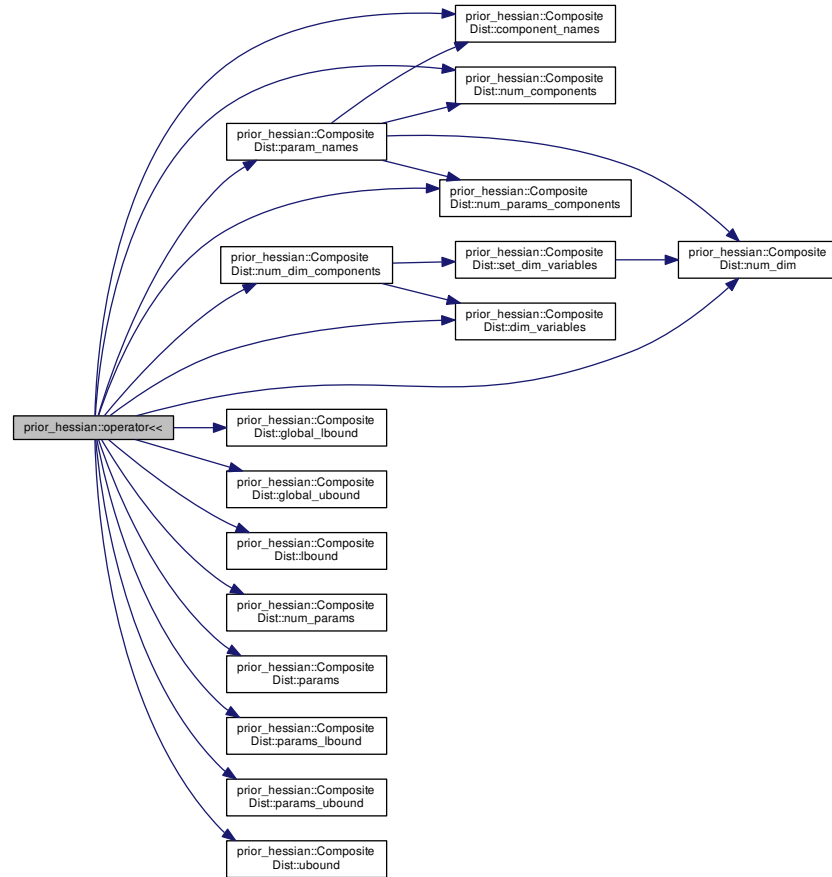 prior_hessian::Composite
Dist::component_names
prior_hessian::Composite
Dist::num_components
prior_hessian::Composite
Dist::param_names
prior_hessian::Composite
Dist::num_params_components
prior_hessian::Composite
Dist::num_dim_components
prior_hessian::Composite
Dist::set_dim_variables
prior_hessian::Composite
Dist::num_dim
prior_hessian::Composite
Dist::dim_variables
prior_hessian::operator<<
prior_hessian::Composite
Dist::global_lbound
prior_hessian::Composite
Dist::global_ubound
prior_hessian::Composite
Dist::lbound
prior_hessian::Composite
Dist::num_params
prior_hessian::Composite
Dist::params
prior_hessian::Composite
Dist::params_lbound
prior_hessian::Composite
Dist::params_ubound
prior_hessian::Composite
Dist::ubound